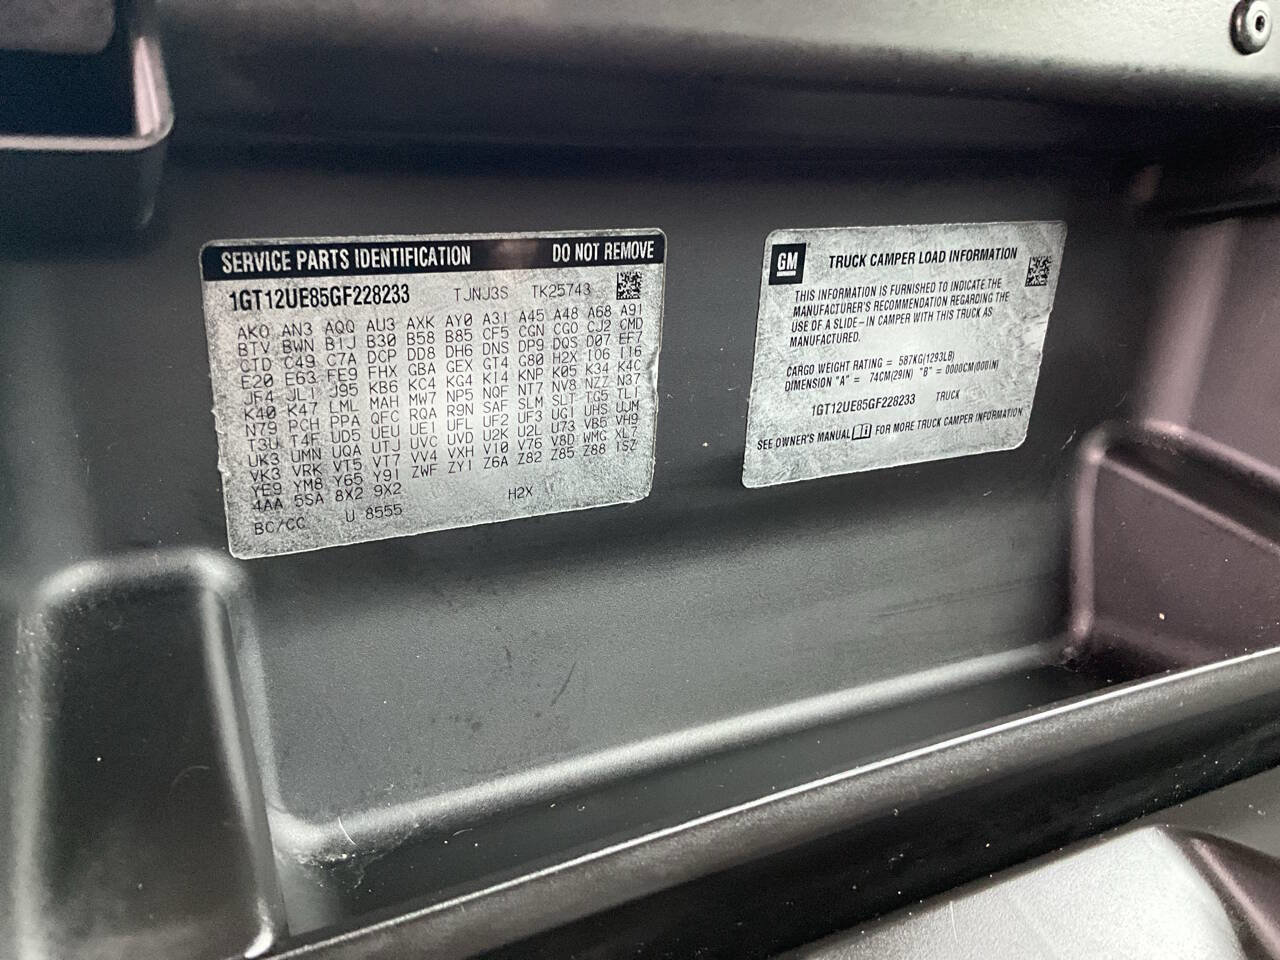 SERVICE PARTS IDENTIFICATION DO NOT REMOVE
1GT12UE85GF228233 TJNJ3S TK25743
AKO AN3 AQQ AU3 AXK AY0 A31 A45 A48 A68 A91
BTV BWN B1J B30 B58 B85 CF5 CGN CGO CJ2 CMD
CTD C49 C7A DCP DD8 DH6 DNS DP9 DQS D07 EF7
E20 E63 FE9 FHX GBA GEX GT4 G80 H2X I06 I16
JF4 JL1 J95 KB6 KC4 KG4 KI4 KNP K05 K34 K4C
K40 K47 LML MAH MW7 NP5 NQF NT7 NV8 NZZ N37
N79 PCH PPA QFC RQA R9N SAF SLM SLT TG5 TL1
T3U T4F UD5 UEU UE1 UFL UF2 UF3 UG1 UHS UJM
UK3 UMN UQA UTJ UVC UVD U2K U2L U73 VB5 VH9
VK3 VRK VT5 VT7 VV4 VXH V10 V76 V8D WMG XL7
YE9 YM8 Y65 Y91 ZWF ZY1 Z6A Z82 Z85 Z88 1SZ
4AA 5SA 8X2 9X2
H2X
BC/CC U 8555
GM
TRUCK CAMPER LOAD INFORMATION
THIS INFORMATION IS FURNISHED TO INDICATE THE
MANUFACTURER'S RECOMMENDATION REGARDING THE
USE OF A SLIDE-IN CAMPER WITH THIS TRUCK AS
MANUFACTURED.
CARGO WEIGHT RATING = 587KG(1293LB)
DIMENSION "A" = 74CM(29IN) "B" = 0000CM(000IN)
1GT12UE85GF228233 TRUCK
SEE OWNER'S MANUAL FOR MORE TRUCK CAMPER INFORMATION